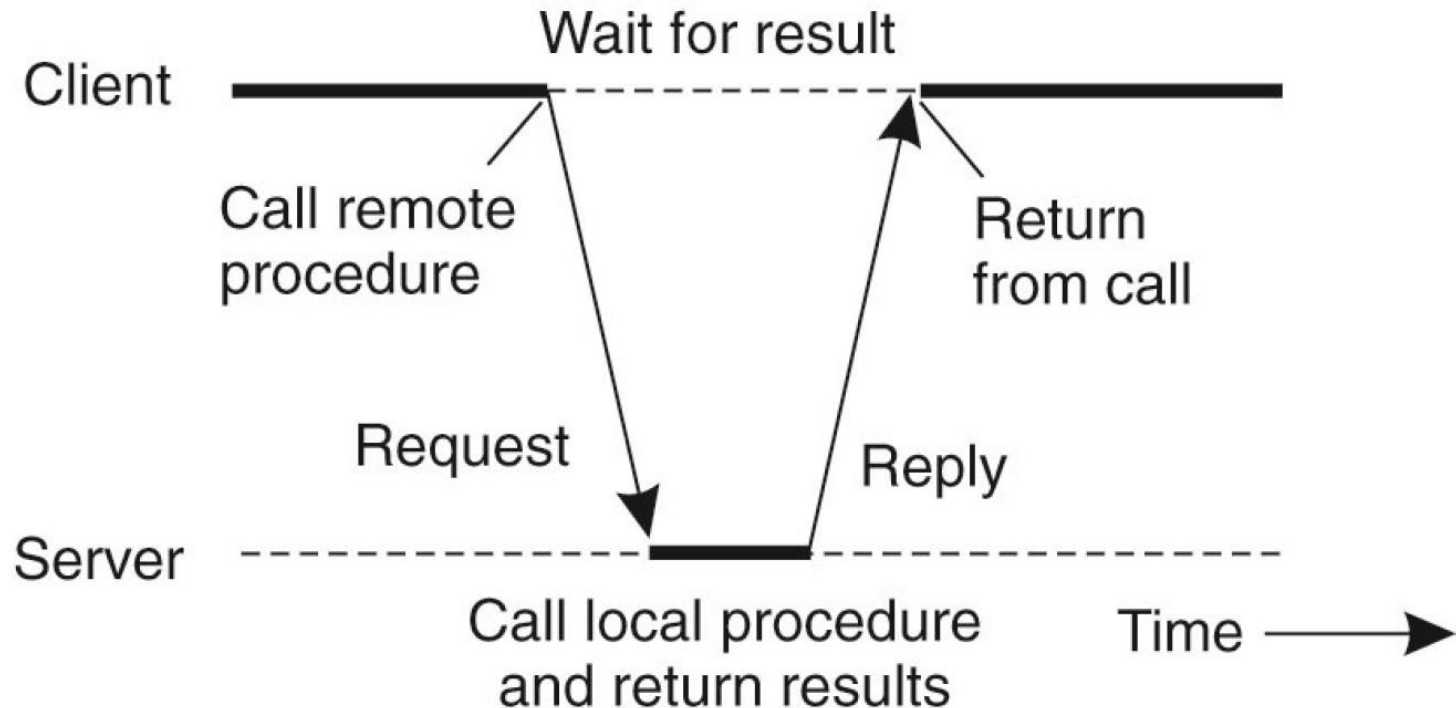 Wait for result
Client
Call remote
procedure
Return
from call
Request
Reply
Server
Call local procedure
and return results
Time